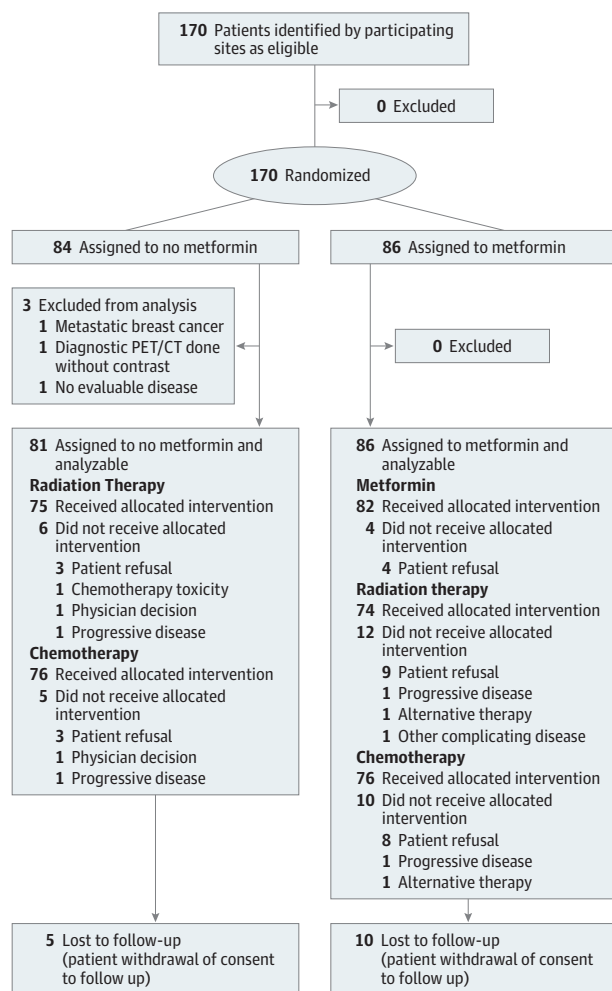 170 Patients identified by participating
sites as eligible
0 Excluded
170 Randomized
84 Assigned to no metformin
86 Assigned to metformin
3 Excluded from analysis
1 Metastatic breast cancer
1 Diagnostic PET/CT done
without contrast
1 No evaluable disease
0 Excluded
81 Assigned to no metformin and
analyzable
Radiation Therapy
75 Received allocated intervention
6 Did not receive allocated
intervention
3 Patient refusal
1 Chemotherapy toxicity
1 Physician decision
1 Progressive disease
Chemotherapy
76 Received allocated intervention
5 Did not receive allocated
intervention
3 Patient refusal
1 Physician decision
1 Progressive disease
86 Assigned to metformin and
analyzable
Metformin
82 Received allocated intervention
4 Did not receive allocated
intervention
4 Patient refusal
Radiation therapy
74 Received allocated intervention
12 Did not receive allocated
intervention
9 Patient refusal
1 Progressive disease
1 Alternative therapy
1 Other complicating disease
Chemotherapy
76 Received allocated intervention
10 Did not receive allocated
intervention
8 Patient refusal
1 Progressive disease
1 Alternative therapy
5 Lost to follow-up
(patient withdrawal of consent
to follow up)
10 Lost to follow-up
(patient withdrawal of consent
to follow up)